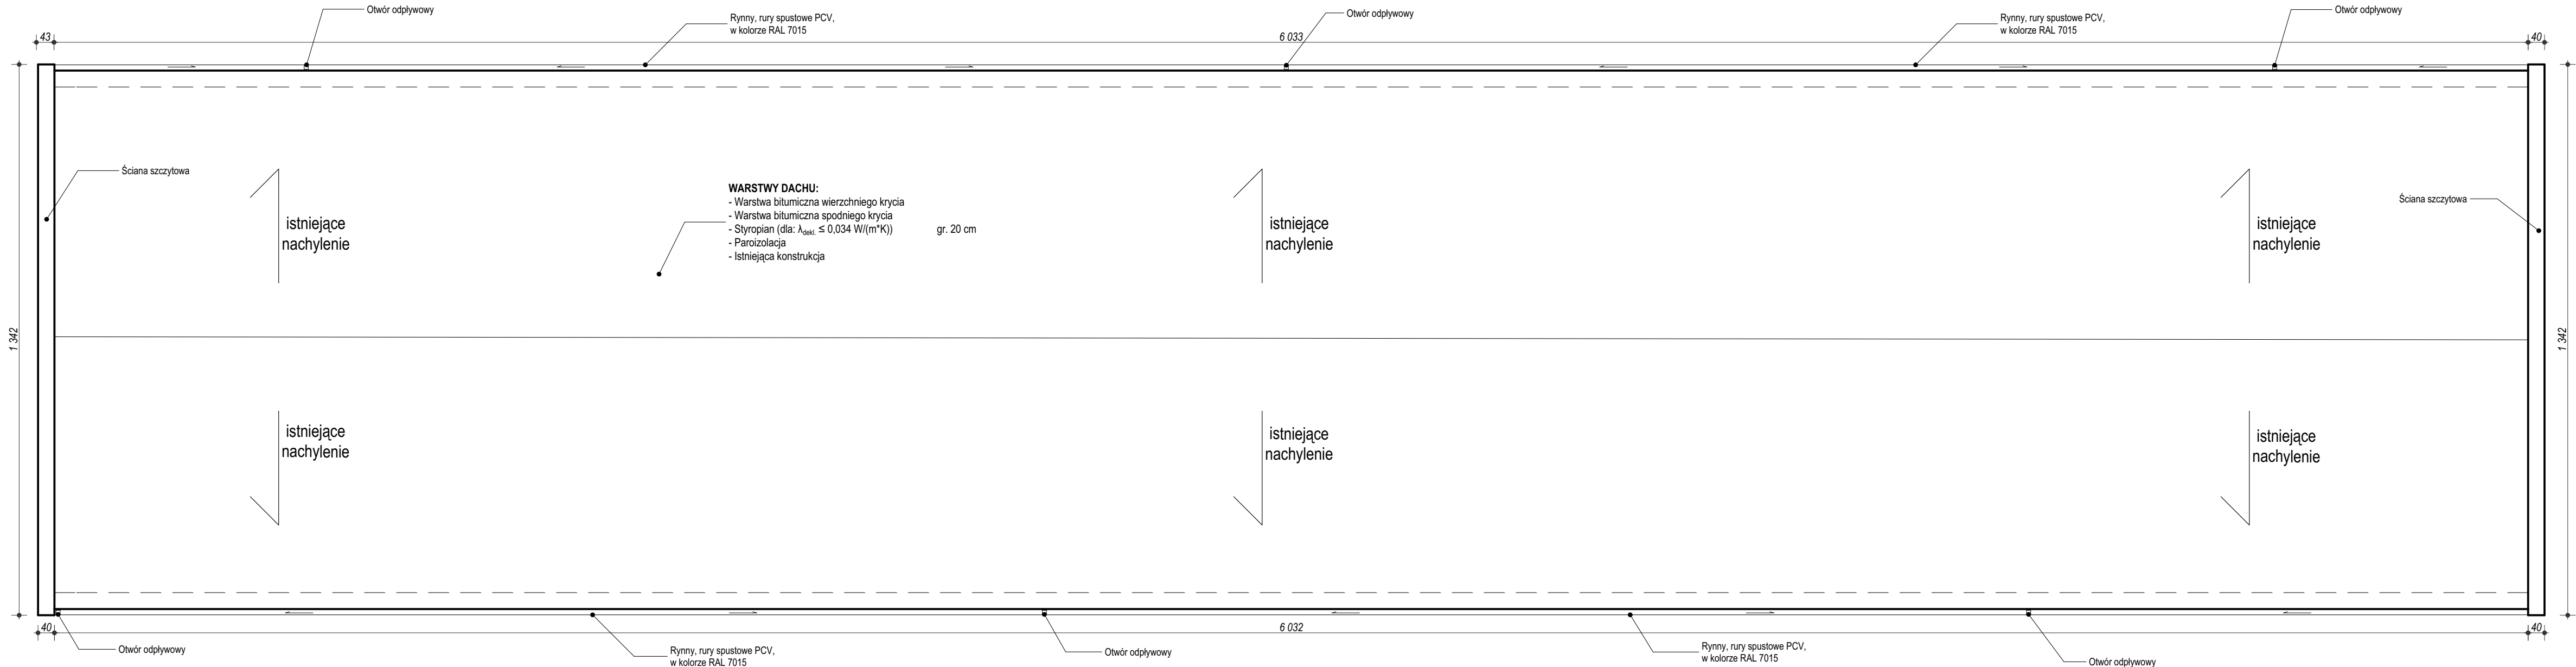 Otwór odpływowy
Rynny, rury spustowe PCV,
w kolorze RAL 7015
Otwór odpływowy
Rynny, rury spustowe PCV,
w kolorze RAL 7015
Otwór odpływowy
43
6 033
40
Ściana szczytowa
WARSTWY DACHU:
- Warstwa bitumiczna wierzchniego krycia
- Warstwa bitumiczna spodniego krycia
- Styropian (dla: λdekl. ≤ 0,034 W/(m*K)) gr. 20 cm
- Paroizolacja
- Istniejąca konstrukcja
Ściana szczytowa
istniejące
nachylenie
istniejące
nachylenie
istniejące
nachylenie
1 342
1 342
istniejące
nachylenie
istniejące
nachylenie
istniejące
nachylenie
40
6 032
40
Otwór odpływowy
Rynny, rury spustowe PCV,
w kolorze RAL 7015
Otwór odpływowy
Rynny, rury spustowe PCV,
w kolorze RAL 7015
Otwór odpływowy